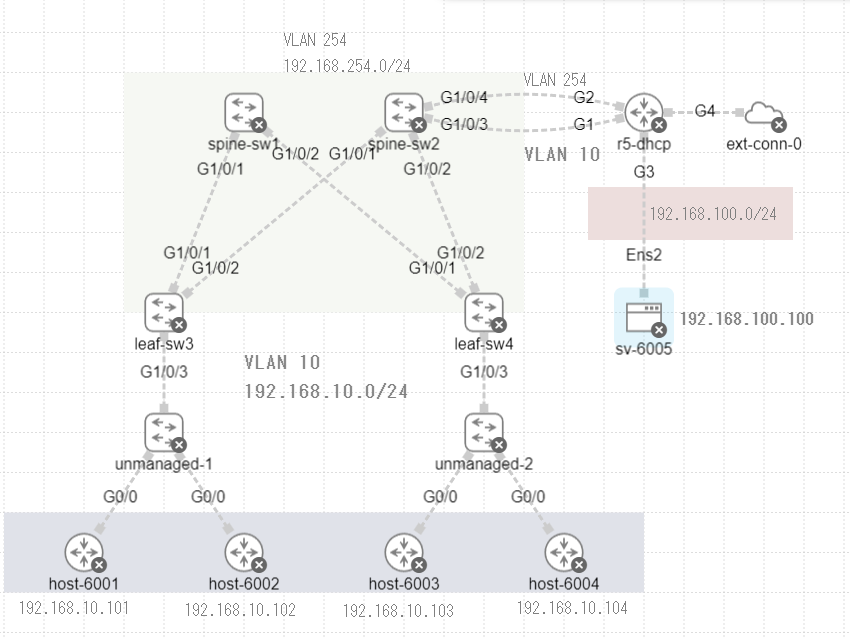 VLAN 254
192.168.254.0/24
VLAN 254
G1/0/4
G2
G4
G1/0/3
G1
spine-sw1
spine-sw2
r5-dhcp
ext-conn-0
G1/0/2
G1/0/1
VLAN 10
G1/0/1
G1/0/2
G3
192.168.100.0/24
G1/0/1
G1/0/2
G1/0/2
G1/0/1
Ens2
192.168.100.100
leaf-sw3
leaf-sw4
sv-6005
VLAN 10
G1/0/3
G1/0/3
192.168.10.0/24
unmanaged-1
unmanaged-2
G0/0
G0/0
G0/0
G0/0
host-6001
host-6002
host-6003
host-6004
192.168.10.101
192.168.10.102
192.168.10.103
192.168.10.104